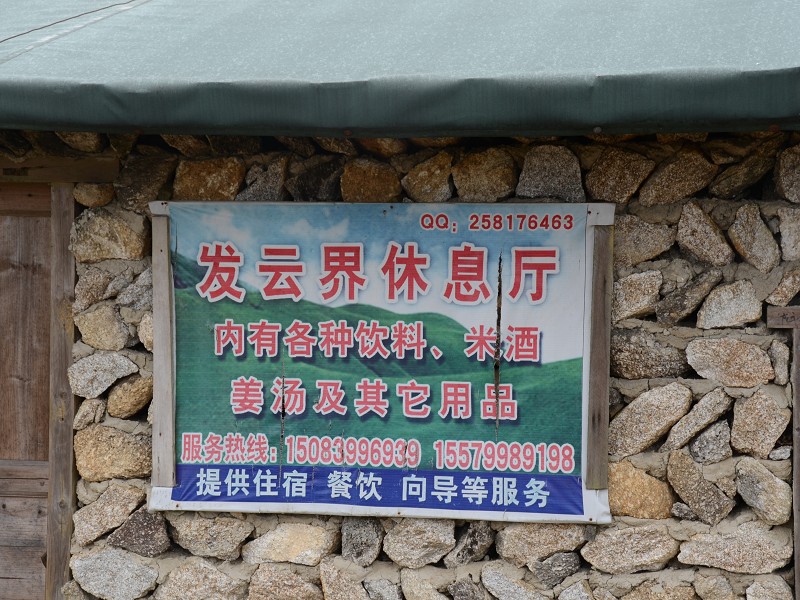 QQ：258176463
发云界休息厅
内有各种饮料、米酒
姜汤及其它用品
服务热线：15083996939 15579989198
提供住宿 餐饮 向导等服务